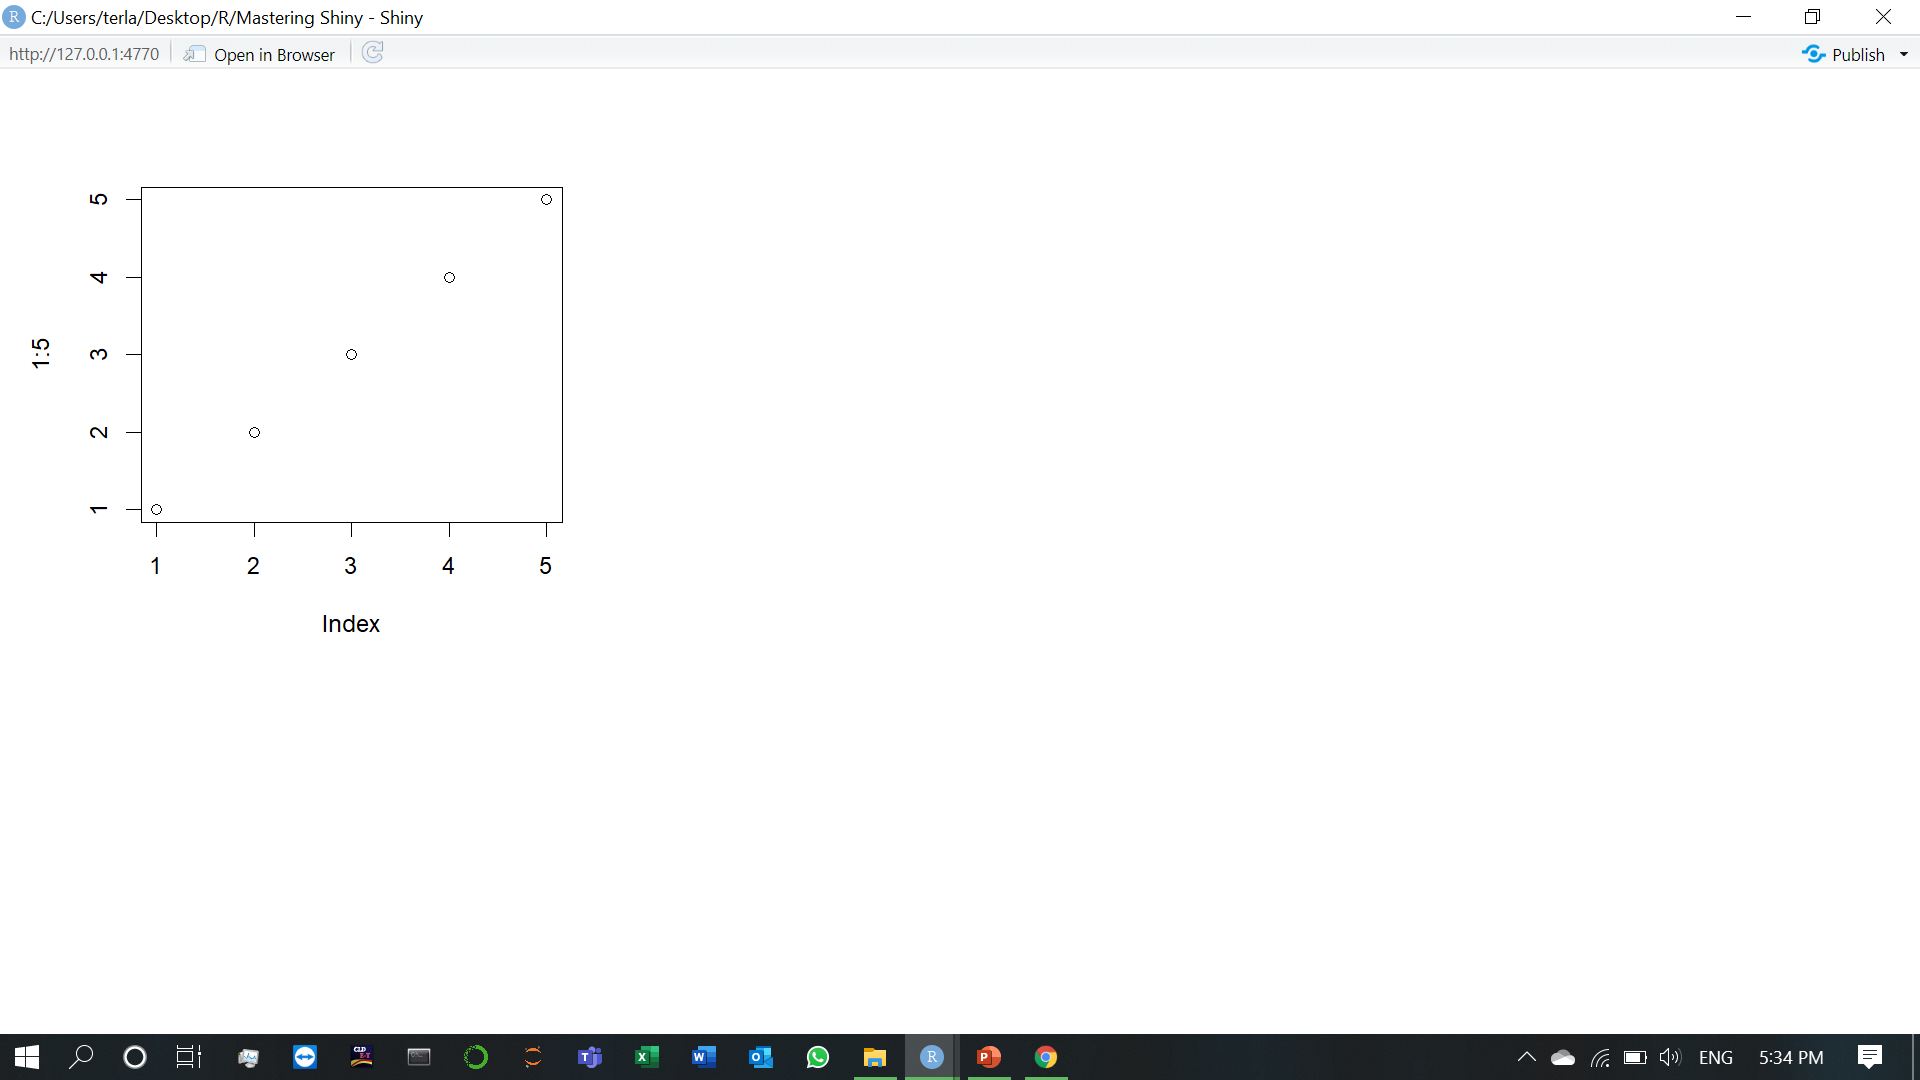 R C:/Users/terla/Desktop/R/Mastering Shiny - Shiny
http://127.0.0.1:4770 Open in Browser Publish
5
4
3
2
1
1:5
1 2 3 4 5
Index
CLD
E-T
T X W O R P
ENG 5:34 PM